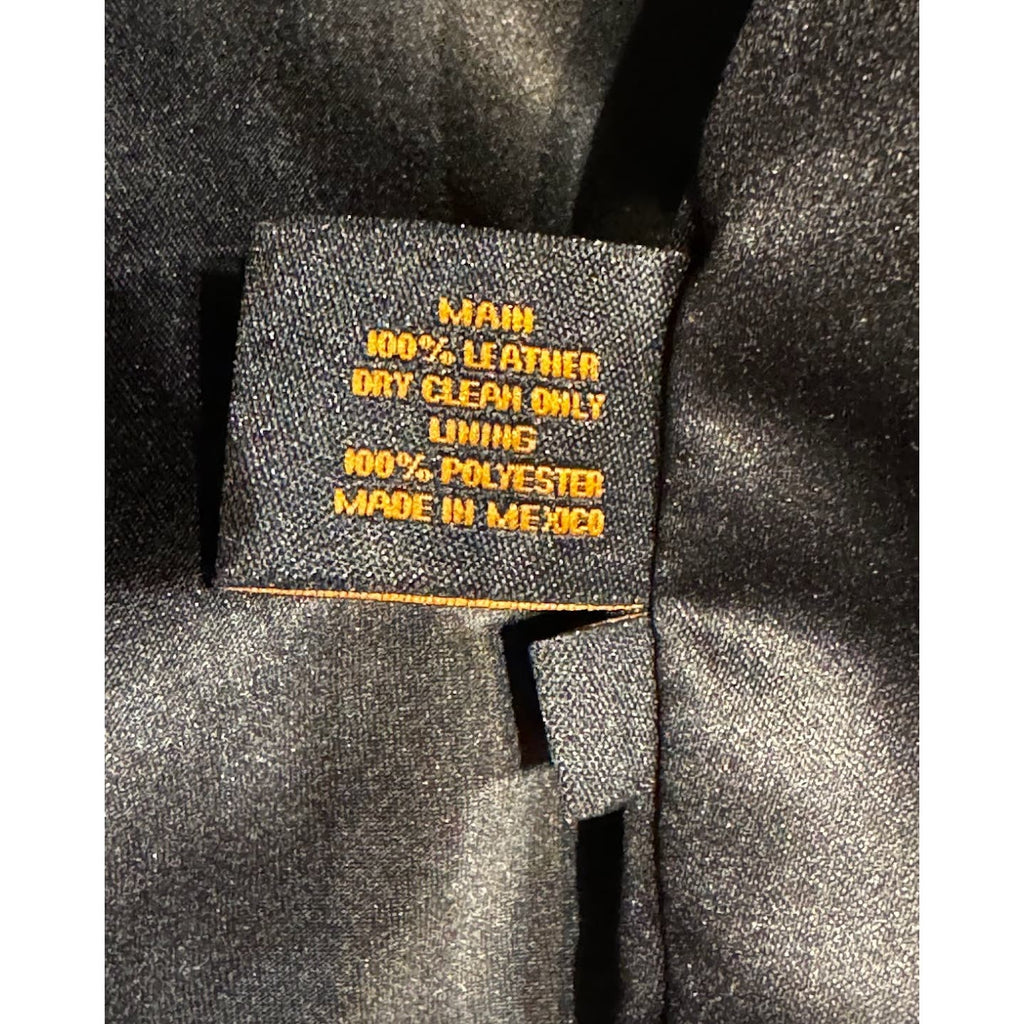 MAIN
100% LEATHER
DRY CLEAN ONLY
LINING
100% POLYESTER
MADE IN MEXICO